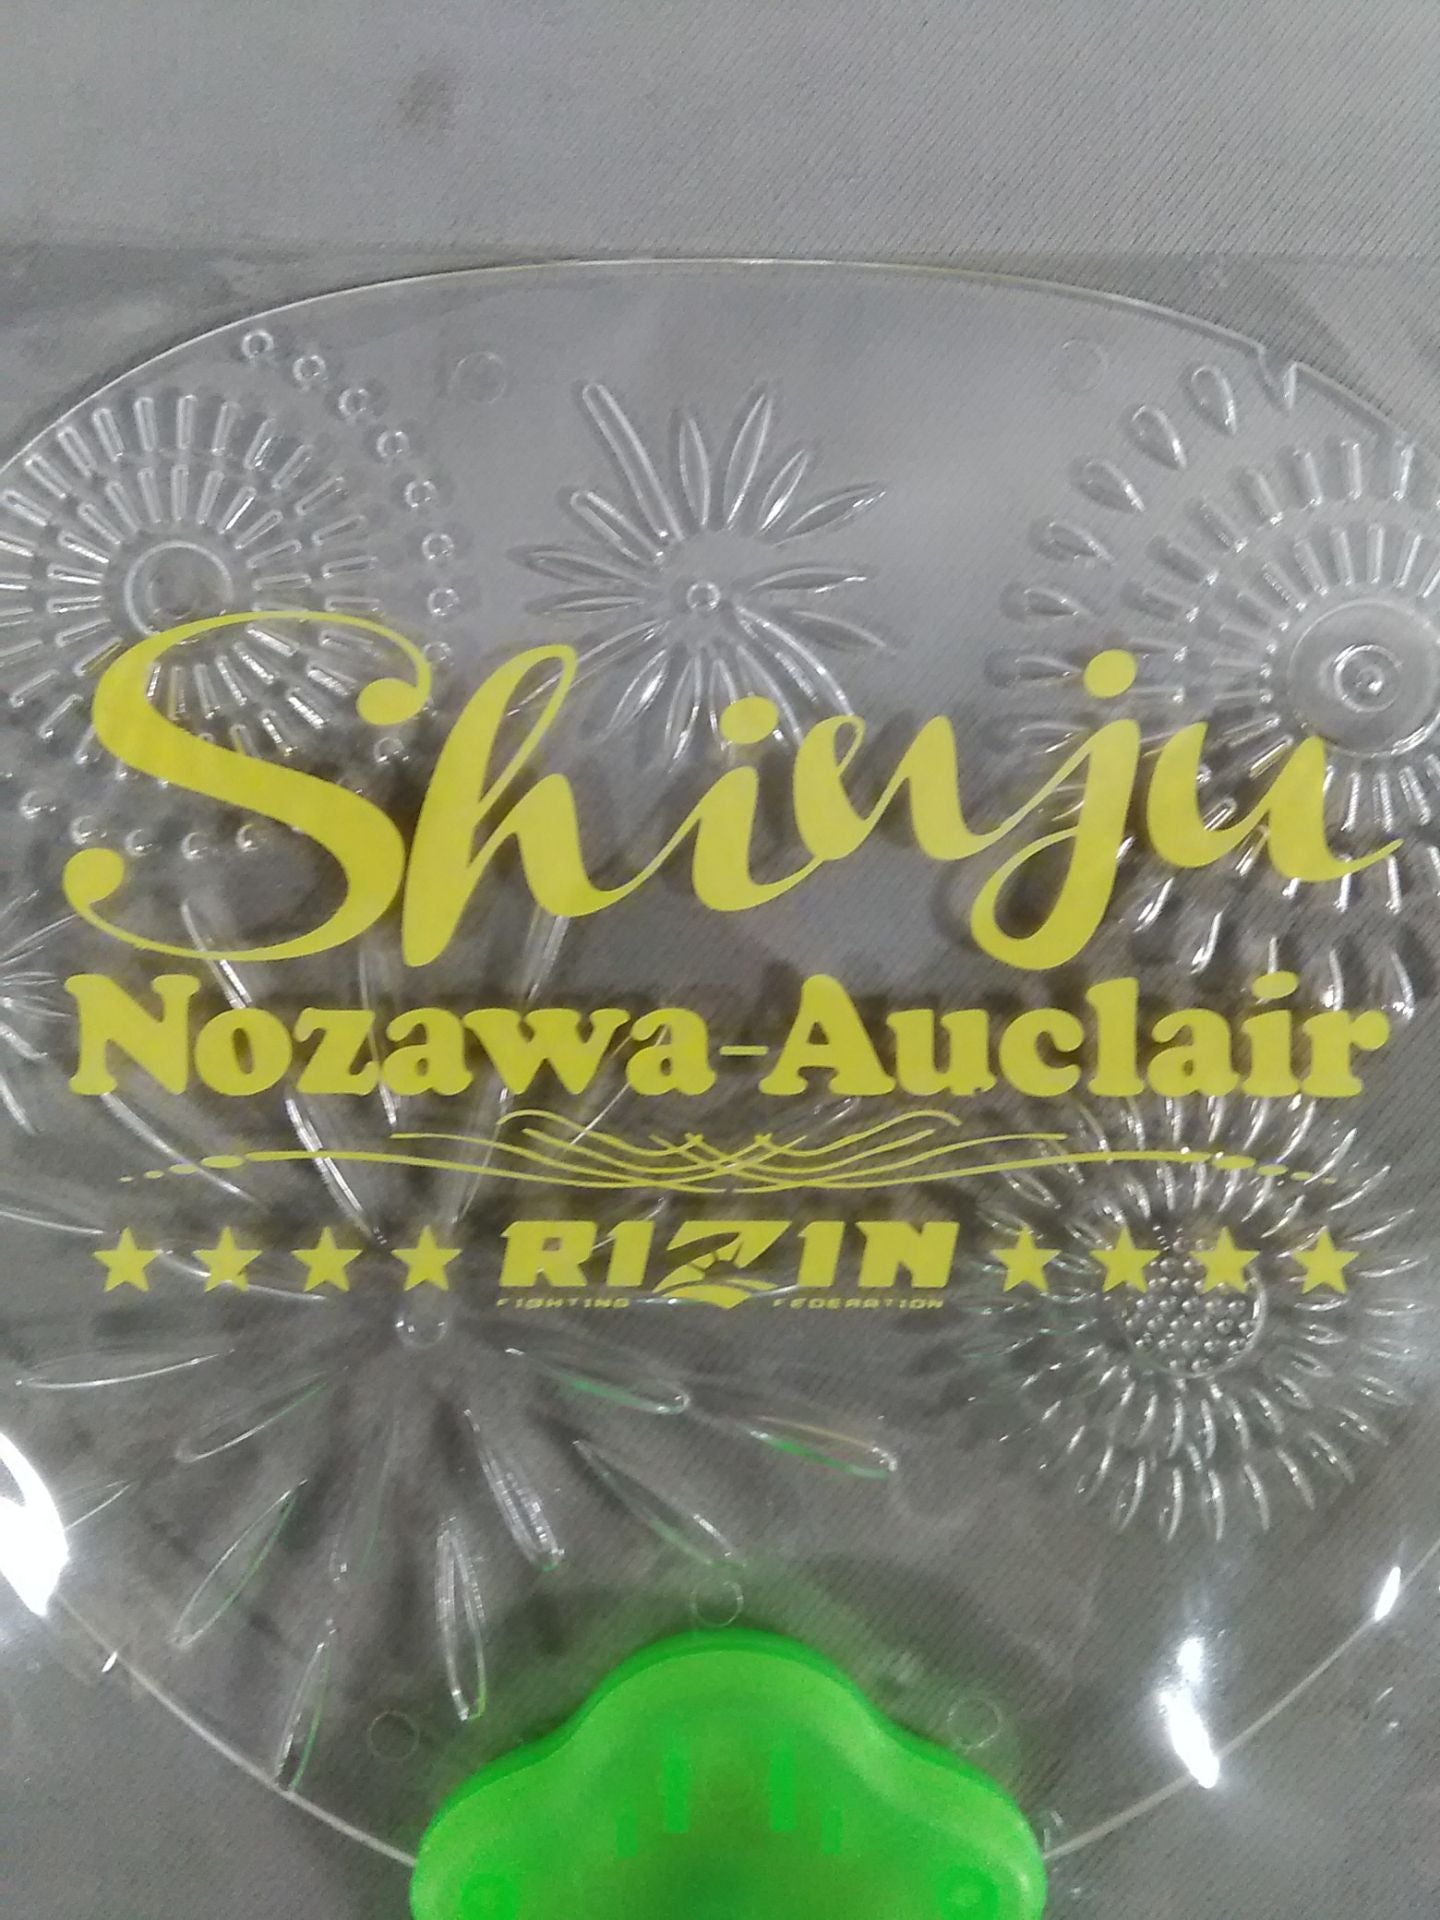 Shinju
Nozawa-Auclair
★ ★ ★ ★ RIZIN ★ ★ ★ ★
FIGHTING FEDERATION